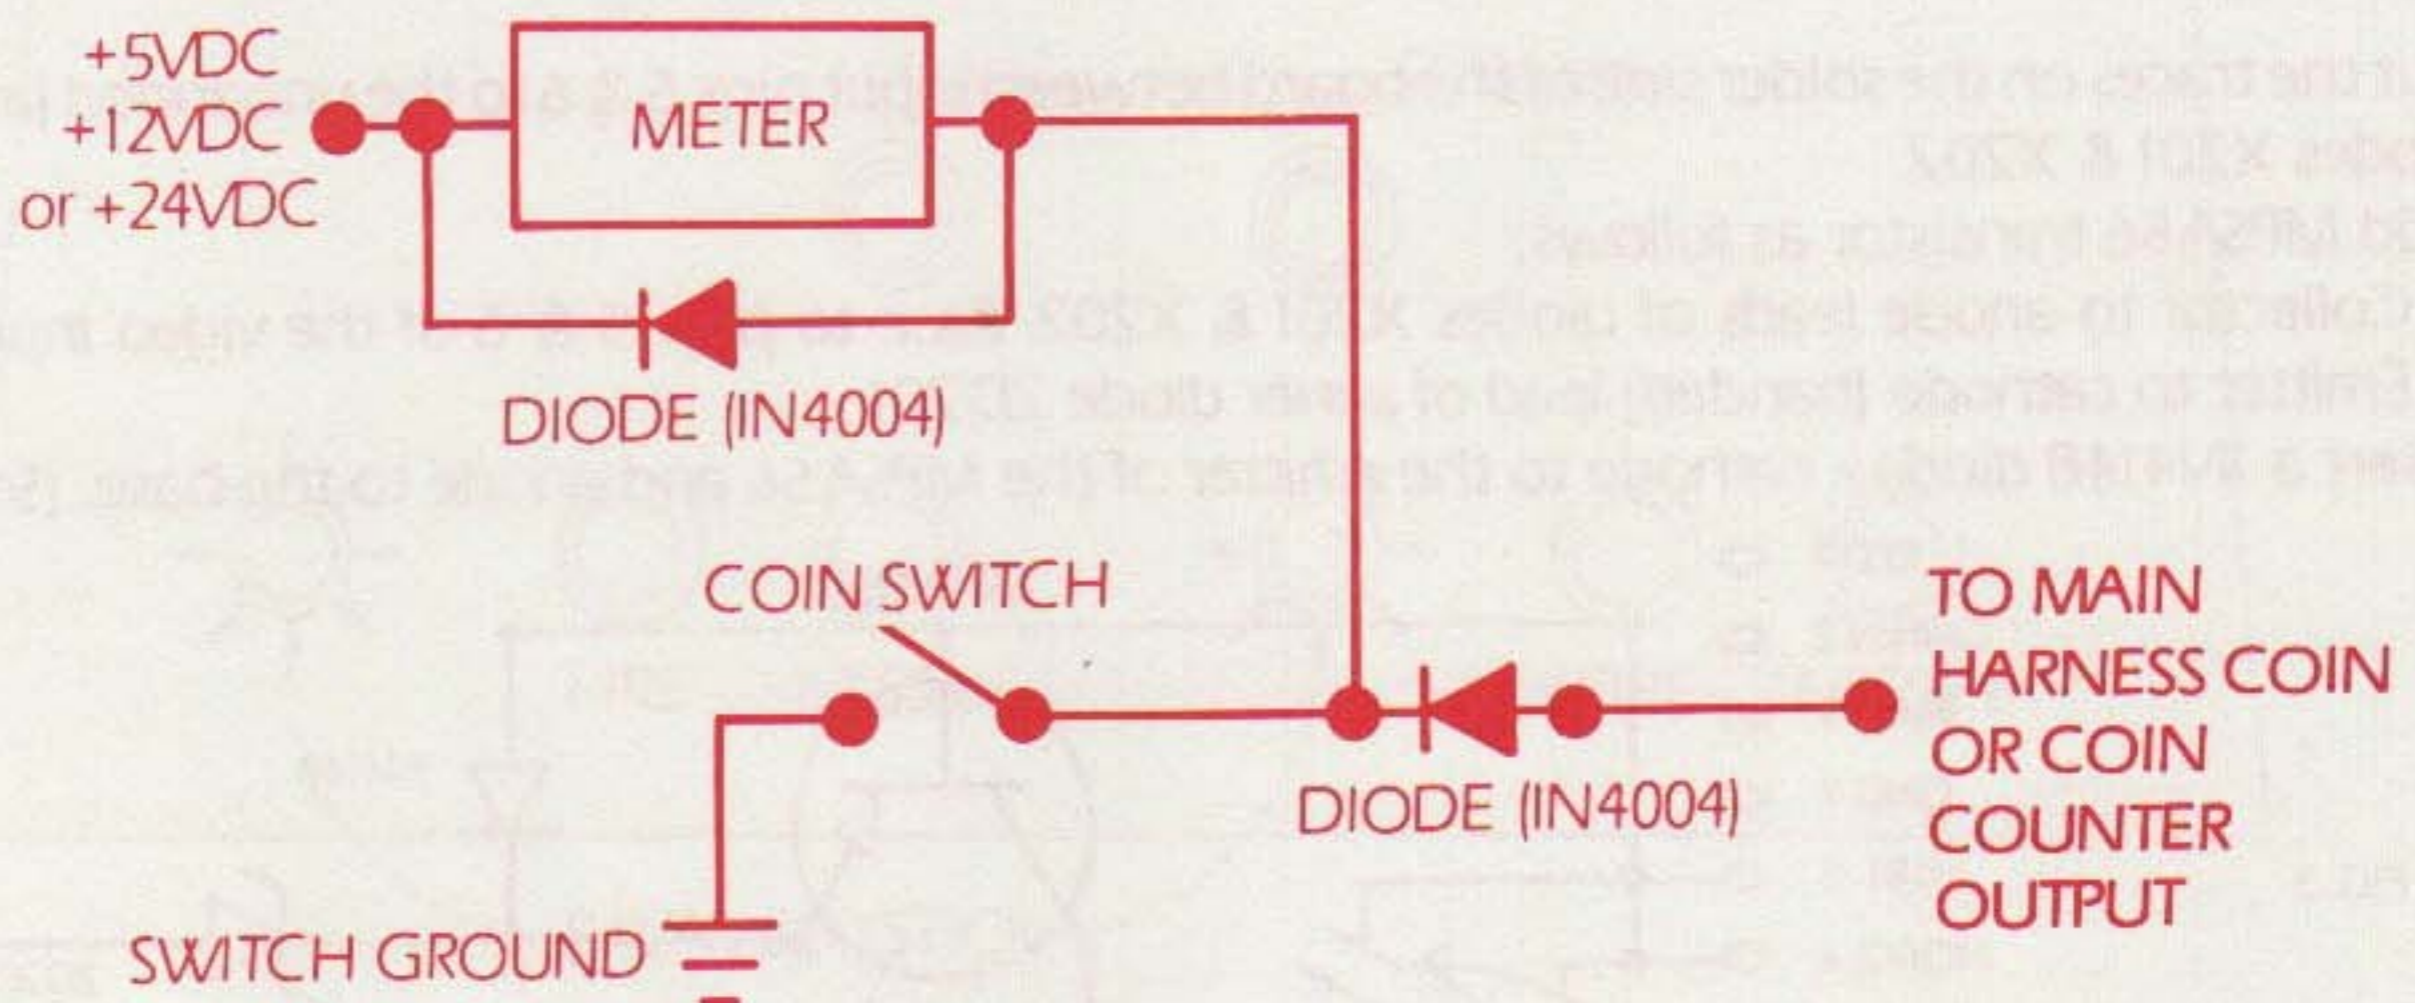 +5VDC
+12VDC
or +24VDC
METER
DIODE (IN4004)
COIN SWITCH
DIODE (IN4004)
TO MAIN
HARNESS COIN
OR COIN
COUNTER
OUTPUT
SWITCH GROUND